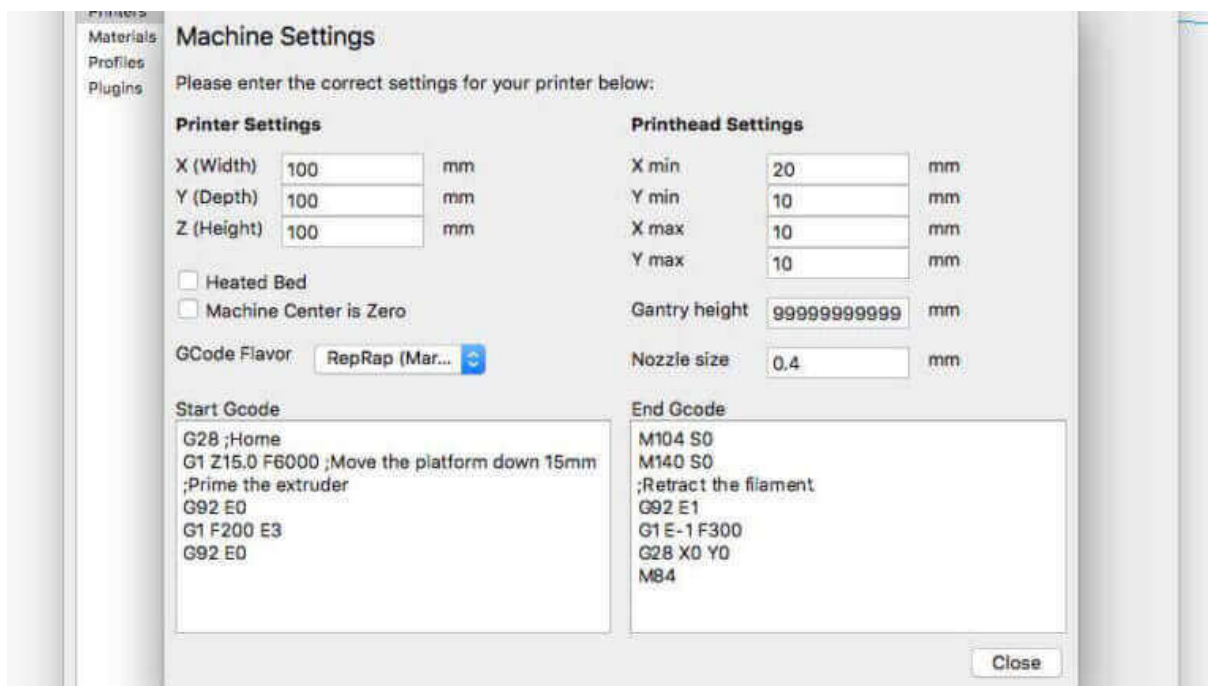 Printers
Materials
Profiles
Plugins
Machine Settings
Please enter the correct settings for your printer below:
Printer Settings
X (Width) 100 mm
Y (Depth) 100 mm
Z (Height) 100 mm
Heated Bed
Machine Center is Zero
GCode Flavor RepRap (Mar...
Printhead Settings
X min 20 mm
Y min 10 mm
X max 10 mm
Y max 10 mm
Gantry height 99999999999 mm
Nozzle size 0.4 mm
Start Gcode
G28 ;Home
G1 Z15.0 F6000 ;Move the platform down 15mm
;Prime the extruder
G92 E0
G1 F200 E3
G92 E0
End Gcode
M104 S0
M140 S0
;Retract the filament
G92 E1
G1 E-1 F300
G28 X0 Y0
M84
Close